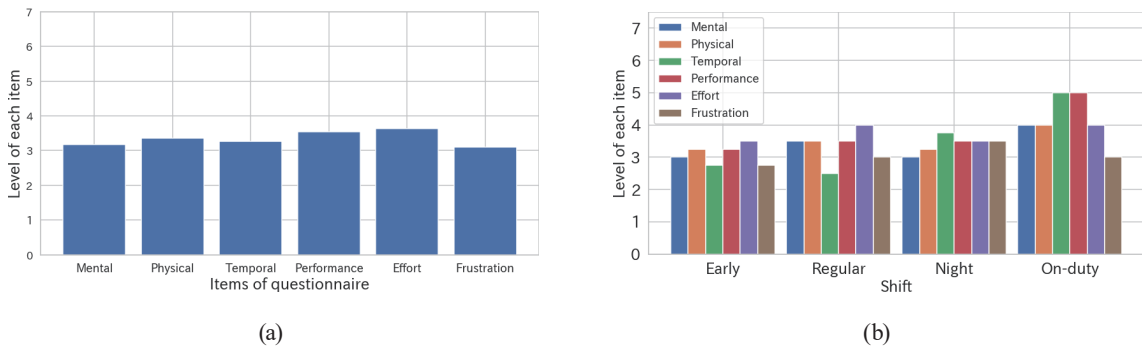 7
6
5
4
3
2
1
0
Level of each item
Mental Physical Temporal Performance Effort Frustration
Items of questionnaire
(a)
7
6
5
4
3
2
1
0
Level of each item
Mental
Physical
Temporal
Performance
Effort
Frustration
Early Regular Night On-duty
Shift
(b)